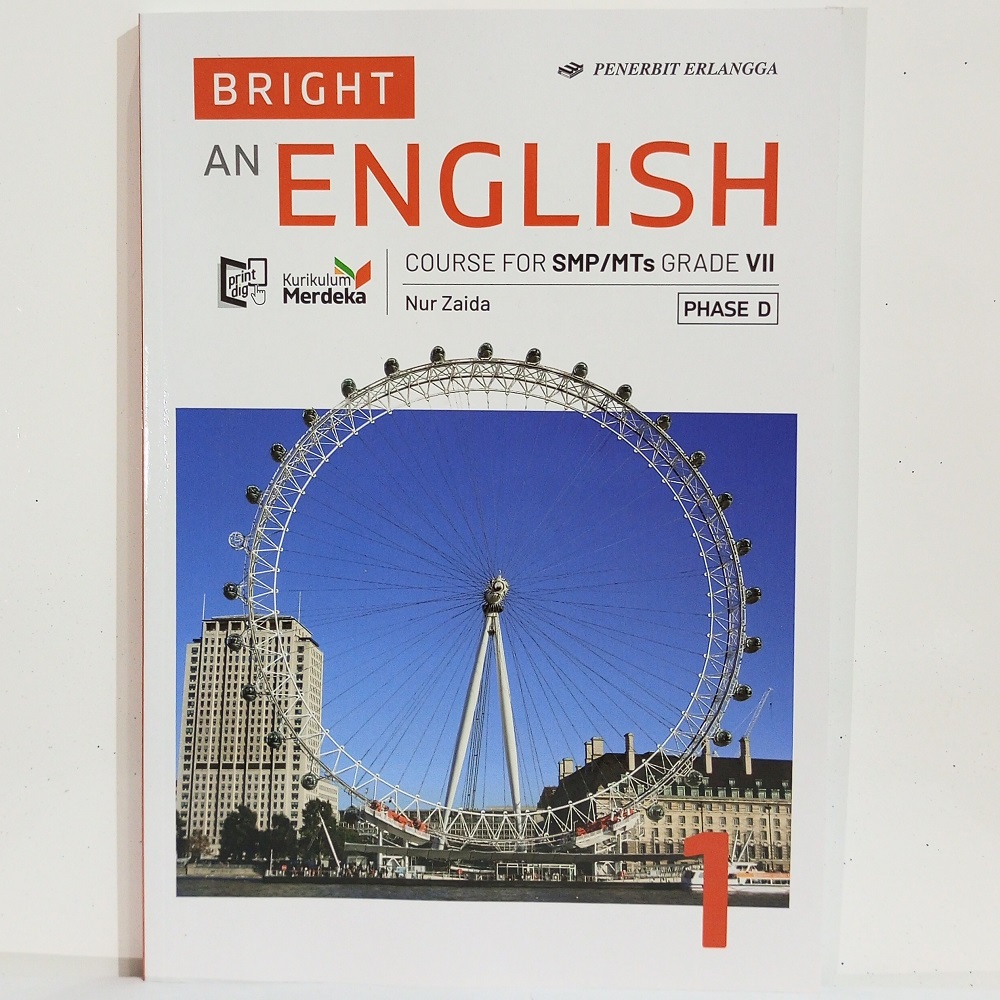 BRIGHT
PENERBIT ERLANGGA
AN ENGLISH
print
dig
Kurikulum
Merdeka
COURSE FOR SMP/MTs GRADE VII
Nur Zaida
PHASE D
1